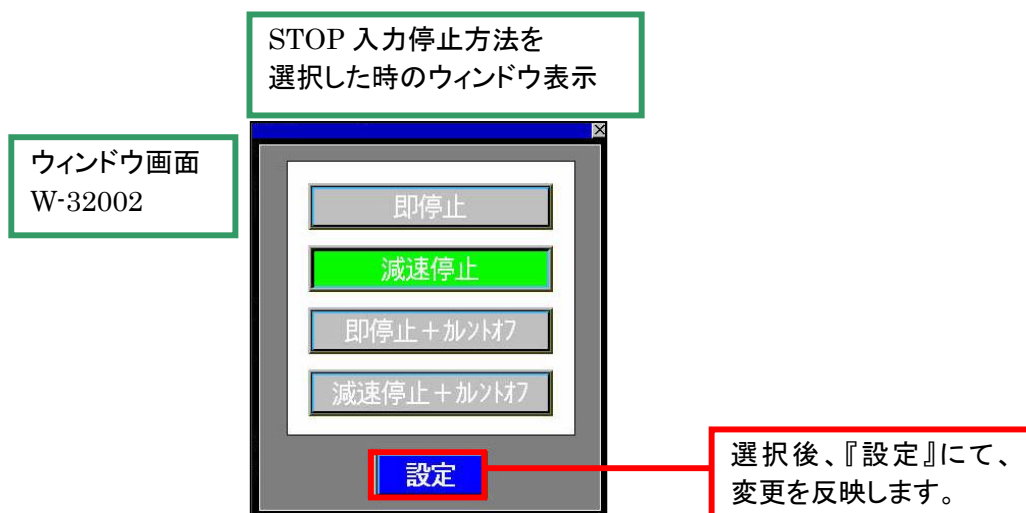 STOP 入力停止方法を
選択した時のウィンドウ表示
ウィンドウ画面
W-32002
即停止
減速停止
即停止＋ｶﾚﾝﾄｵﾌ
減速停止＋ｶﾚﾝﾄｵﾌ
設定
選択後、『設定』にて、
変更を反映します。